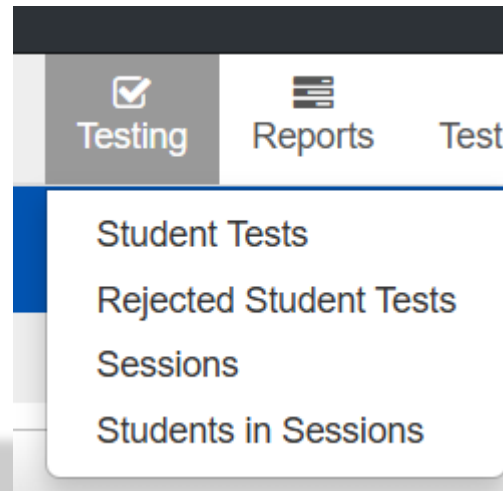 Testing
Reports
Test
Student Tests
Rejected Student Tests
Sessions
Students in Sessions